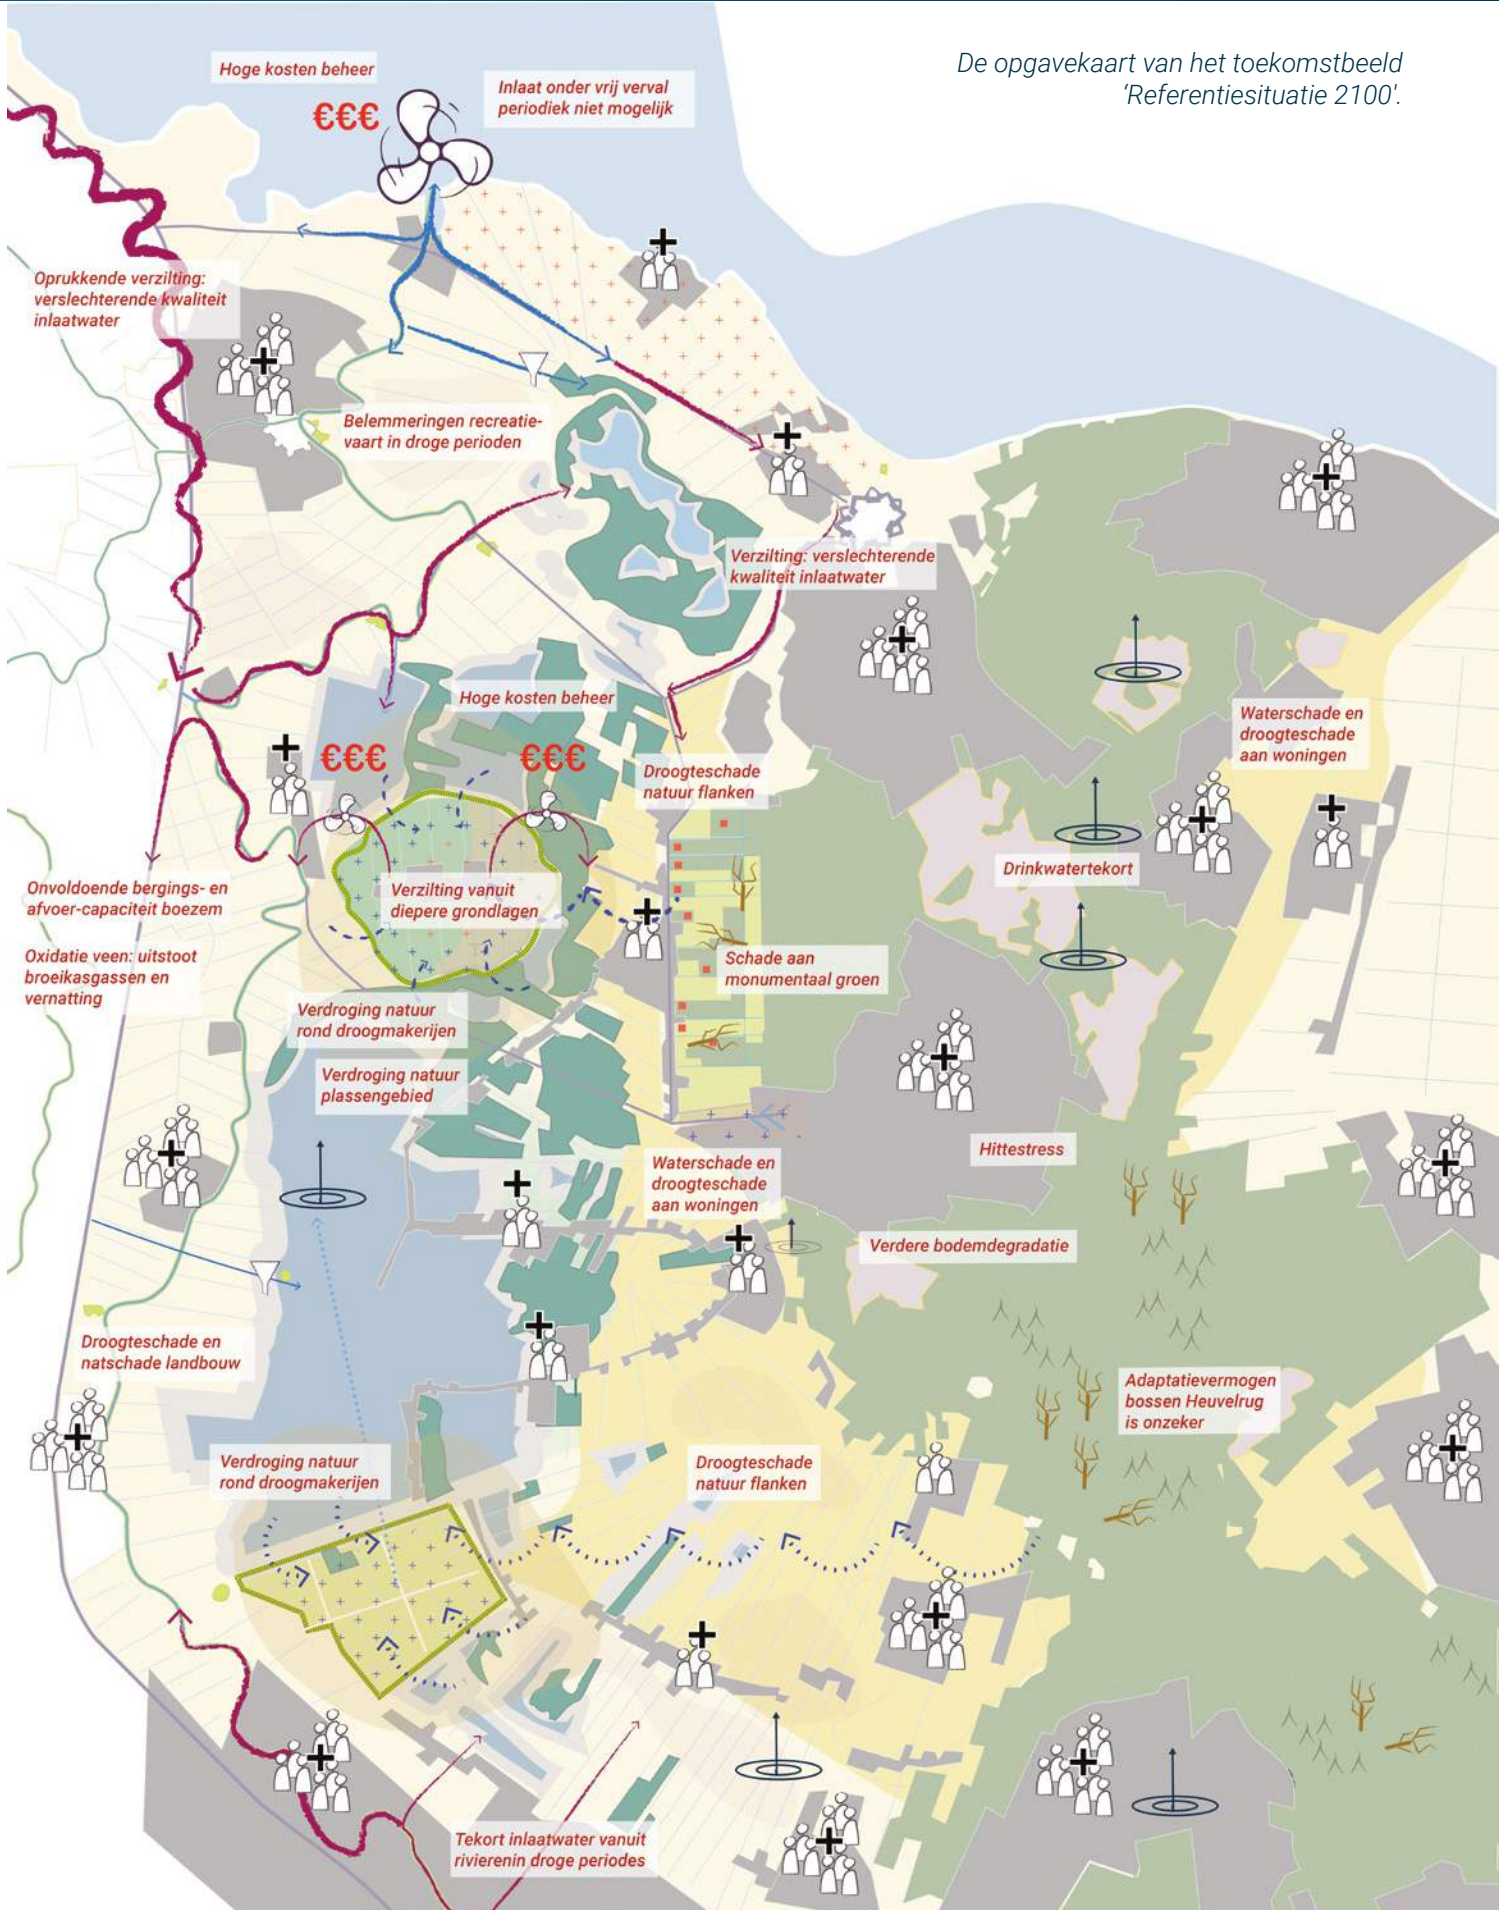 De opgavekaart van het toekomstbeeld
‘Referentiesituatie 2100'.
Hoge kosten beheer
€€€
Inlaat onder vrij verval
periodiek niet mogelijk
Oprukkende verzilting:
verslechterende kwaliteit
inlaatwater
Belemmeringen recreatie-
vaart in droge perioden
Verzilting: verslechterende
kwaliteit inlaatwater
Hoge kosten beheer
€€€
€€€
Droogteschade
natuur flanken
Waterschade en
droogteschade
aan woningen
Drinkwatertekort
Onvoldoende bergings- en
afvoer-capaciteit boezem
Verzilting vanuit
diepere grondlagen
Oxidatie veen: uitstoot
broeikasgassen en
vernatting
Schade aan
monumentaal groen
Verdroging natuur
rond droogmakerijen
Verdroging natuur
plassengebied
Hittestress
Waterschade en
droogteschade
aan woningen
Verdere bodemdegradatie
Droogteschade en
natschade landbouw
Adaptatievermogen
bossen Heuvelrug
is onzeker
Verdroging natuur
rond droogmakerijen
Droogteschade
natuur flanken
Tekort inlaatwater vanuit
rivierenin droge periodes